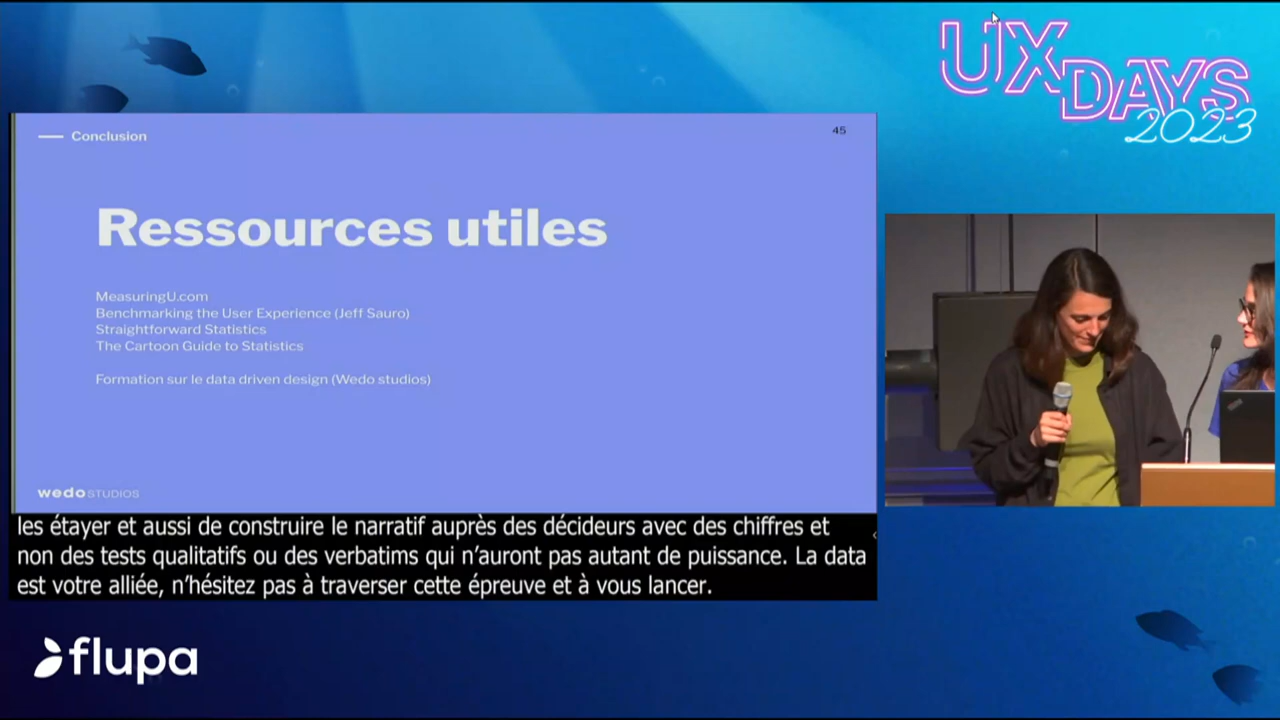 UX
DAYS
2023
Conclusion
45
Ressources utiles
MeasuringU.com
Benchmarking the User Experience (Jeff Sauro)
Straightforward Statistics
The Cartoon Guide to Statistics
Formation sur le data driven design (Wedo studios)
wedo STUDIOS
les étayer et aussi de construire le narratif auprès des décideurs avec des chiffres et
non des tests qualitatifs ou des verbatims qui n’auront pas autant de puissance. La data
est votre alliée, n’hésitez pas à traverser cette épreuve et à vous lancer.
flupa